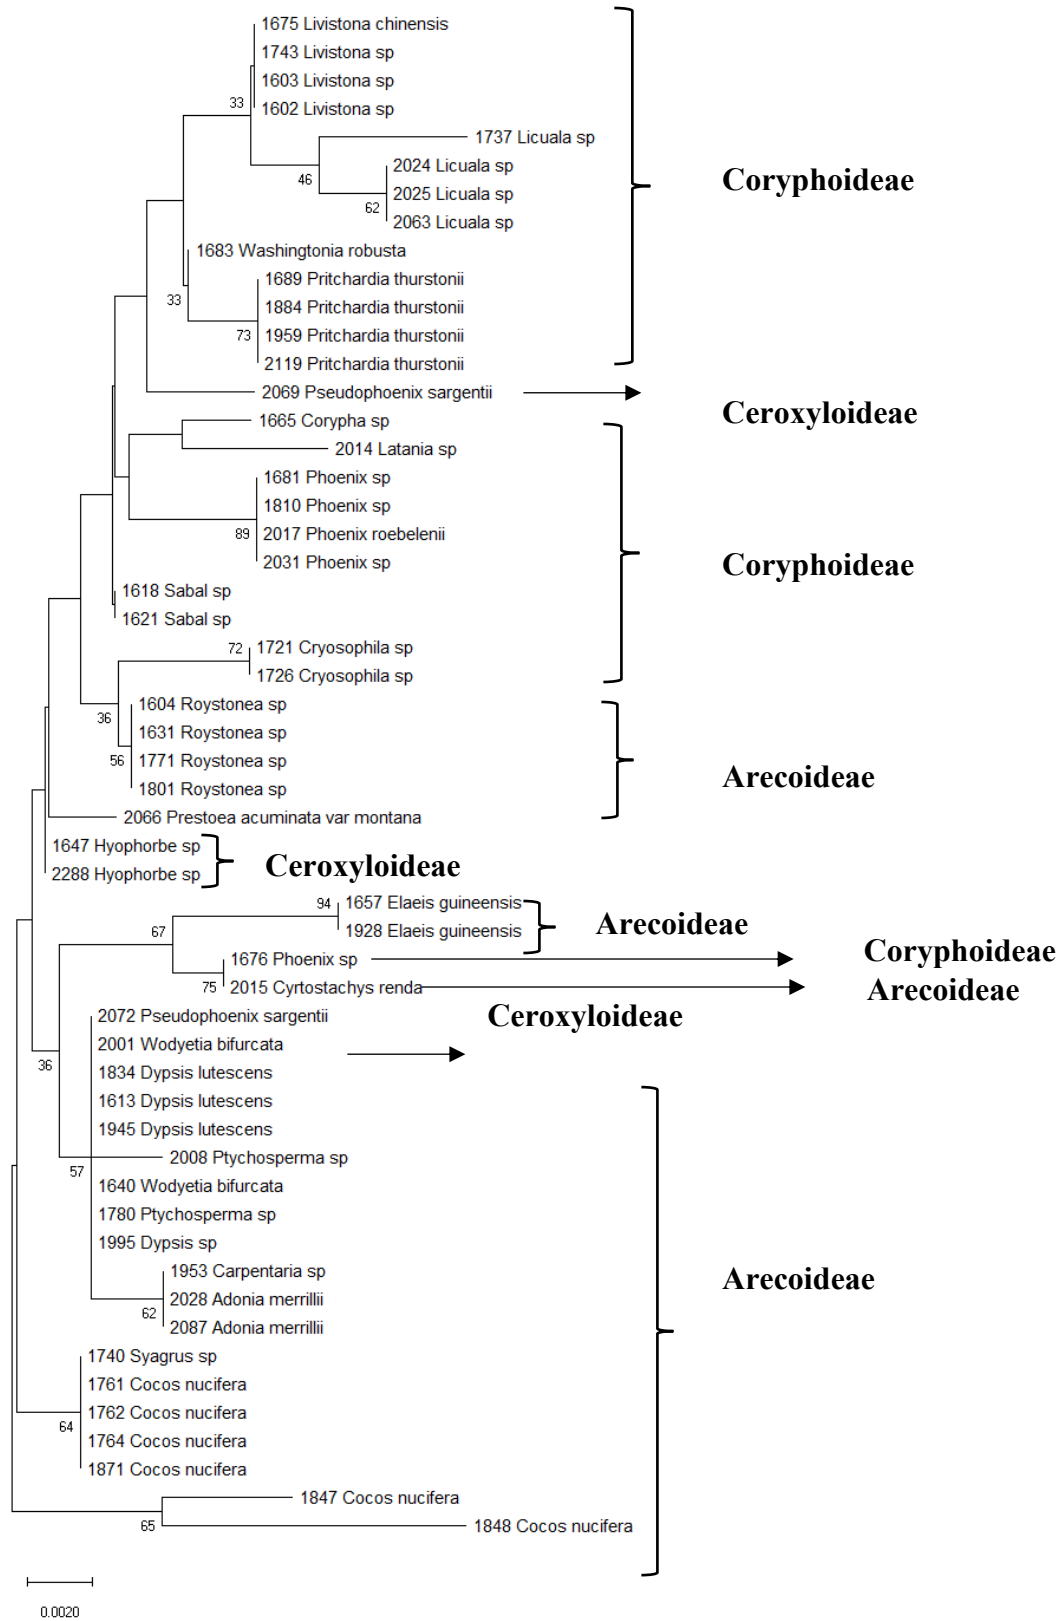 1675 Livistona chinensis
1743 Livistona sp
1603 Livistona sp
33
1602 Livistona sp
1737 Licuala sp
2024 Licuala sp
46
2025 Licuala sp
Coryphoideae
62
2063 Licuala sp
1683 Washingtonia robusta
1689 Pritchardia thurstonii
33
1884 Pritchardia thurstonii
73
1959 Pritchardia thurstonii
2119 Pritchardia thurstonii
2069 Pseudophoenix sargentii
Ceroxyloideae
1665 Corypha sp
2014 Latania sp
1681 Phoenix sp
1810 Phoenix sp
89
2017 Phoenix roebelenii
2031 Phoenix sp
Coryphoideae
1618 Sabal sp
1621 Sabal sp
72
1721 Cryosophila sp
1726 Cryosophila sp
1604 Roystonea sp
36
1631 Roystonea sp
56
1771 Roystonea sp
Arecoideae
1801 Roystonea sp
2066 Prestoea acuminata var montana
1647 Hyophorbe sp
2288 Hyophorbe sp
Ceroxyloideae
94
1657 Elaeis guineensis
67
1928 Elaeis guineensis
Arecoideae
1676 Phoenix sp
Coryphoideae
75
2015 Cyrtostachys renda
Arecoideae
2072 Pseudophoenix sargentii
Ceroxyloideae
2001 Wodyetia bifurcata
36
1834 Dypsis lutescens
1613 Dypsis lutescens
1945 Dypsis lutescens
57
2008 Ptychosperma sp
1640 Wodyetia bifurcata
1780 Ptychosperma sp
1995 Dypsis sp
1953 Carpentaria sp
Arecoideae
62
2028 Adonia merrillii
2087 Adonia merrillii
1740 Syagrus sp
1761 Cocos nucifera
1762 Cocos nucifera
64
1764 Cocos nucifera
1871 Cocos nucifera
1847 Cocos nucifera
65
1848 Cocos nucifera
0.0020